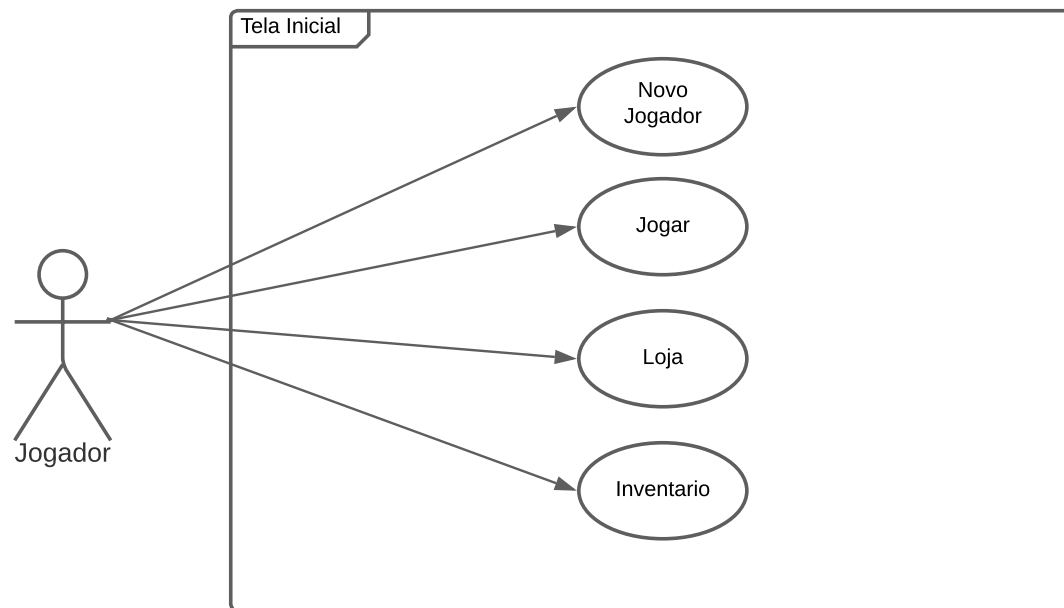 Tela Inicial
Novo
Jogador
Jogar
Loja
Inventario
Jogador